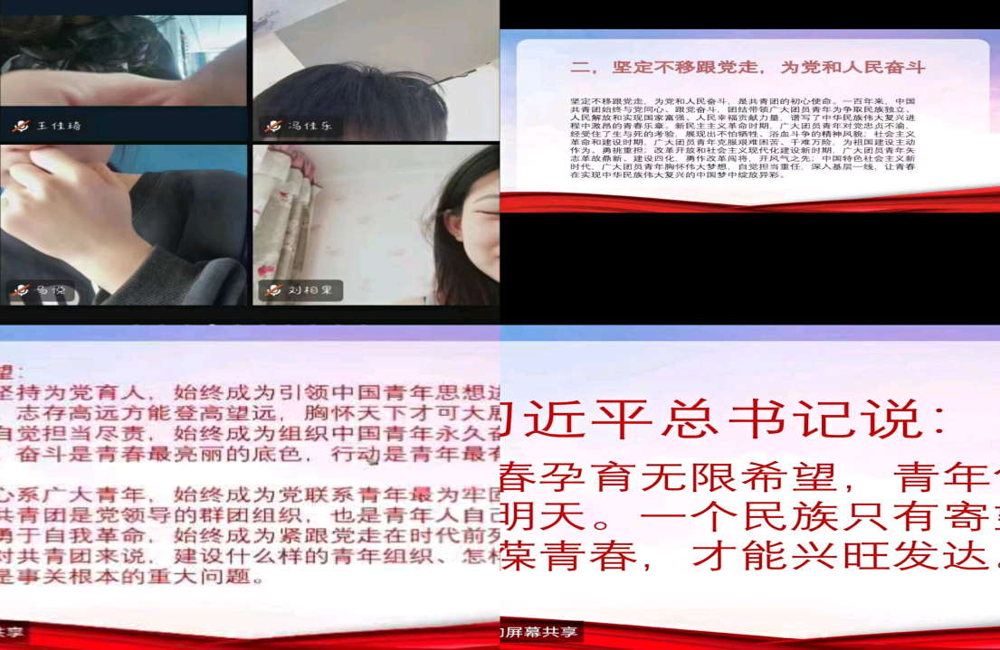 王佳琦
冯佳乐
马悦
刘相果
二，坚定不移跟党走，为党和人民奋斗
坚定不移跟党走，为党和人民奋斗，是共青团的初心使命。一百年来，中国
共青团始终与党同心、跟党奋斗，团结带领广大团员青年为争取民族独立、
人民解放和实现国家富强、人民幸福贡献力量，谱写了中华民族伟大复兴进
程中激昂的青春乐章。新民主主义革命时期，广大团员青年对党忠贞不渝，
经受住了生与死的考验，展现出不怕牺牲、浴血斗争的精神风貌；社会主义
革命和建设时期，广大团员青年克服艰难困苦、千难万险，为祖国建设主动
作为、勇挑重担；改革开放和社会主义现代化建设新时期，广大团员青年矢
志革故鼎新、建设四化，勇作改革闯将，开风气之先；中国特色社会主义新
时代，广大团员青年胸怀伟大梦想，自觉担当重任，深入基层一线，让青春
在实现中华民族伟大复兴的中国梦中绽放异彩。
望：
坚持为党育人，始终成为引领中国青年思想进
志存高远方能登高望远，胸怀天下才可大展
自觉担当尽责，始终成为组织中国青年永久奋
奋斗是青春最亮丽的底色，行动是青年最有
心系广大青年，始终成为党联系青年最为牢固
共青团是党领导的群团组织，也是青年人自己
勇于自我革命，始终成为紧跟党走在时代前列
对共青团来说，建设什么样的青年组织、怎样
是事关根本的重大问题。
共享
习近平总书记说：
春孕育无限希望，青年创
明天。一个民族只有寄望
葆青春，才能兴旺发达。
的屏幕共享